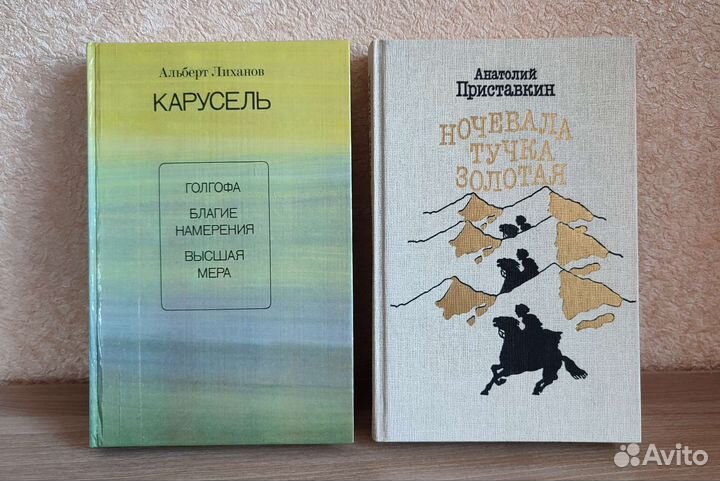 Альберт Лиханов
КАРУСЕЛЬ
ГОЛГОФА
БЛАГИЕ
НАМЕРЕНИЯ
ВЫСШАЯ
МЕРА
Анатолий
Приставкин
НОЧЕВАЛА
ТУЧКА
ЗОЛОТАЯ
Avito